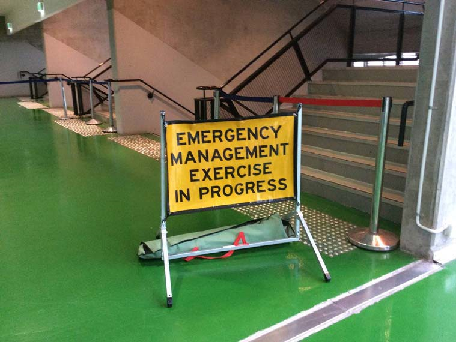 EMERGENCY
MANAGEMENT
EXERCISE
IN PROGRESS